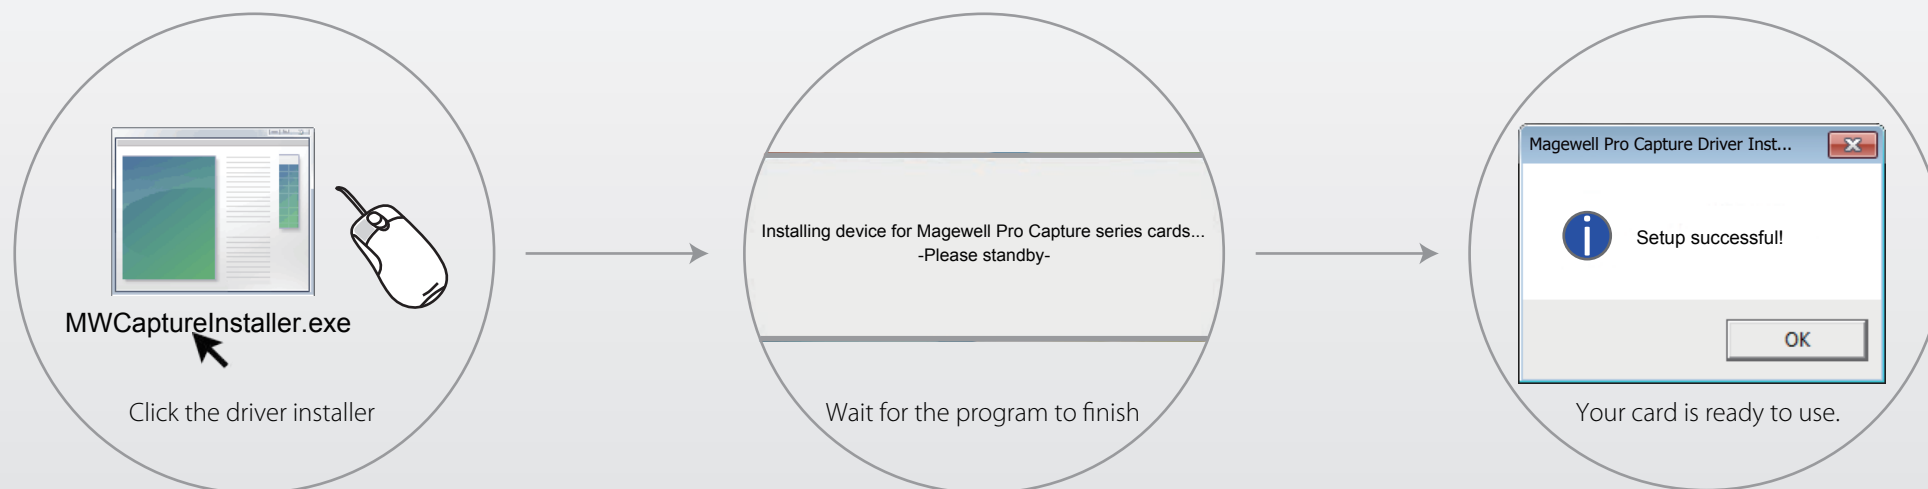 MWCaptureInstaller.exe
Click the driver installer
Installing device for Magewell Pro Capture series cards...
-Please standby-
Wait for the program to finish
Magewell Pro Capture Driver Inst...
Setup successful!
OK
Your card is ready to use.